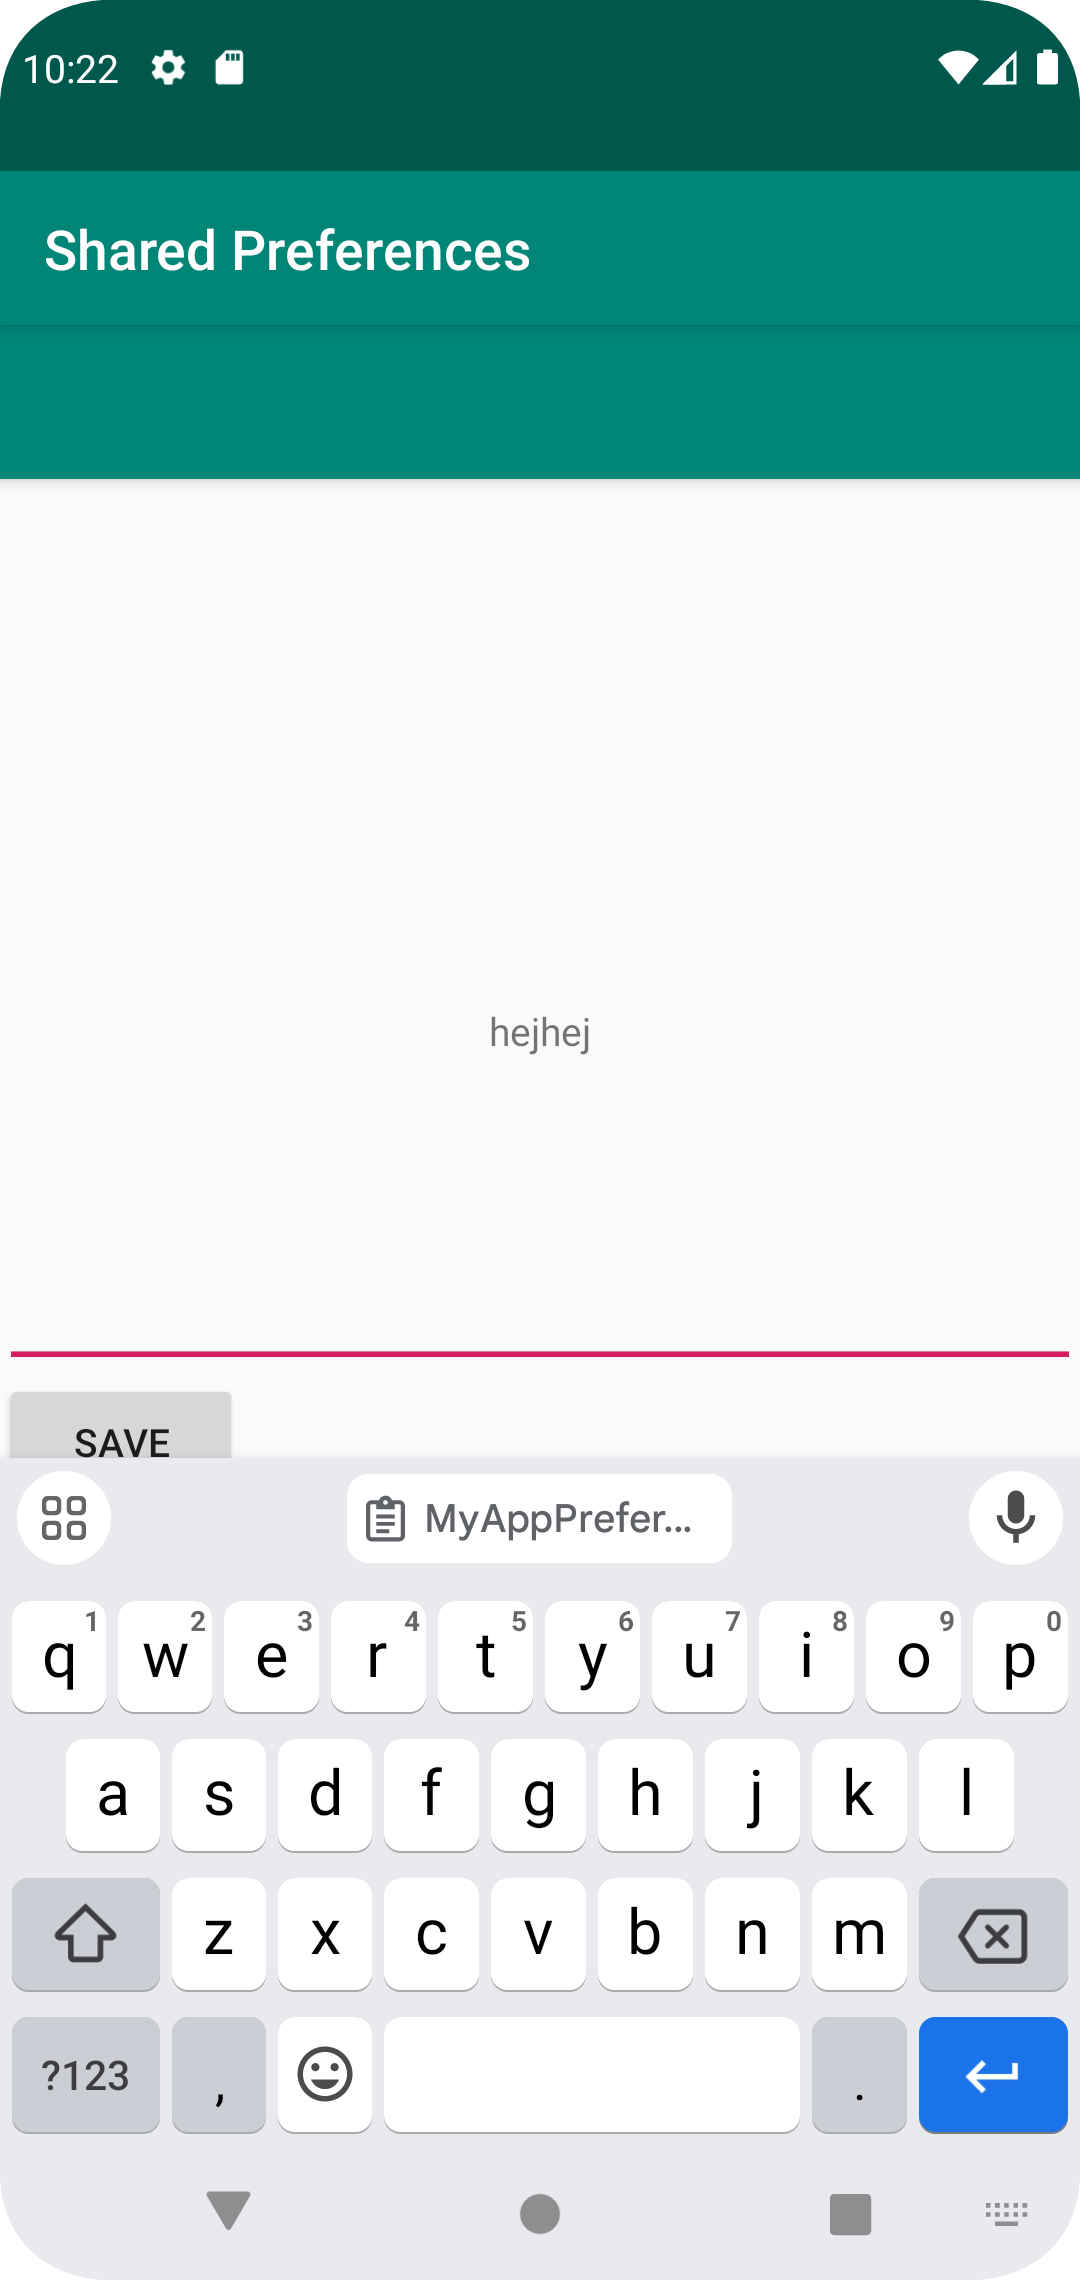 10:22
Shared Preferences
hejhej
SAVE
MyAppPrefer...
q 1 w 2 e 3 r 4 t 5 y 6 u 7 i 8 o 9 p 0
a s d f g h j k l
z x c v b n m
?123 , .